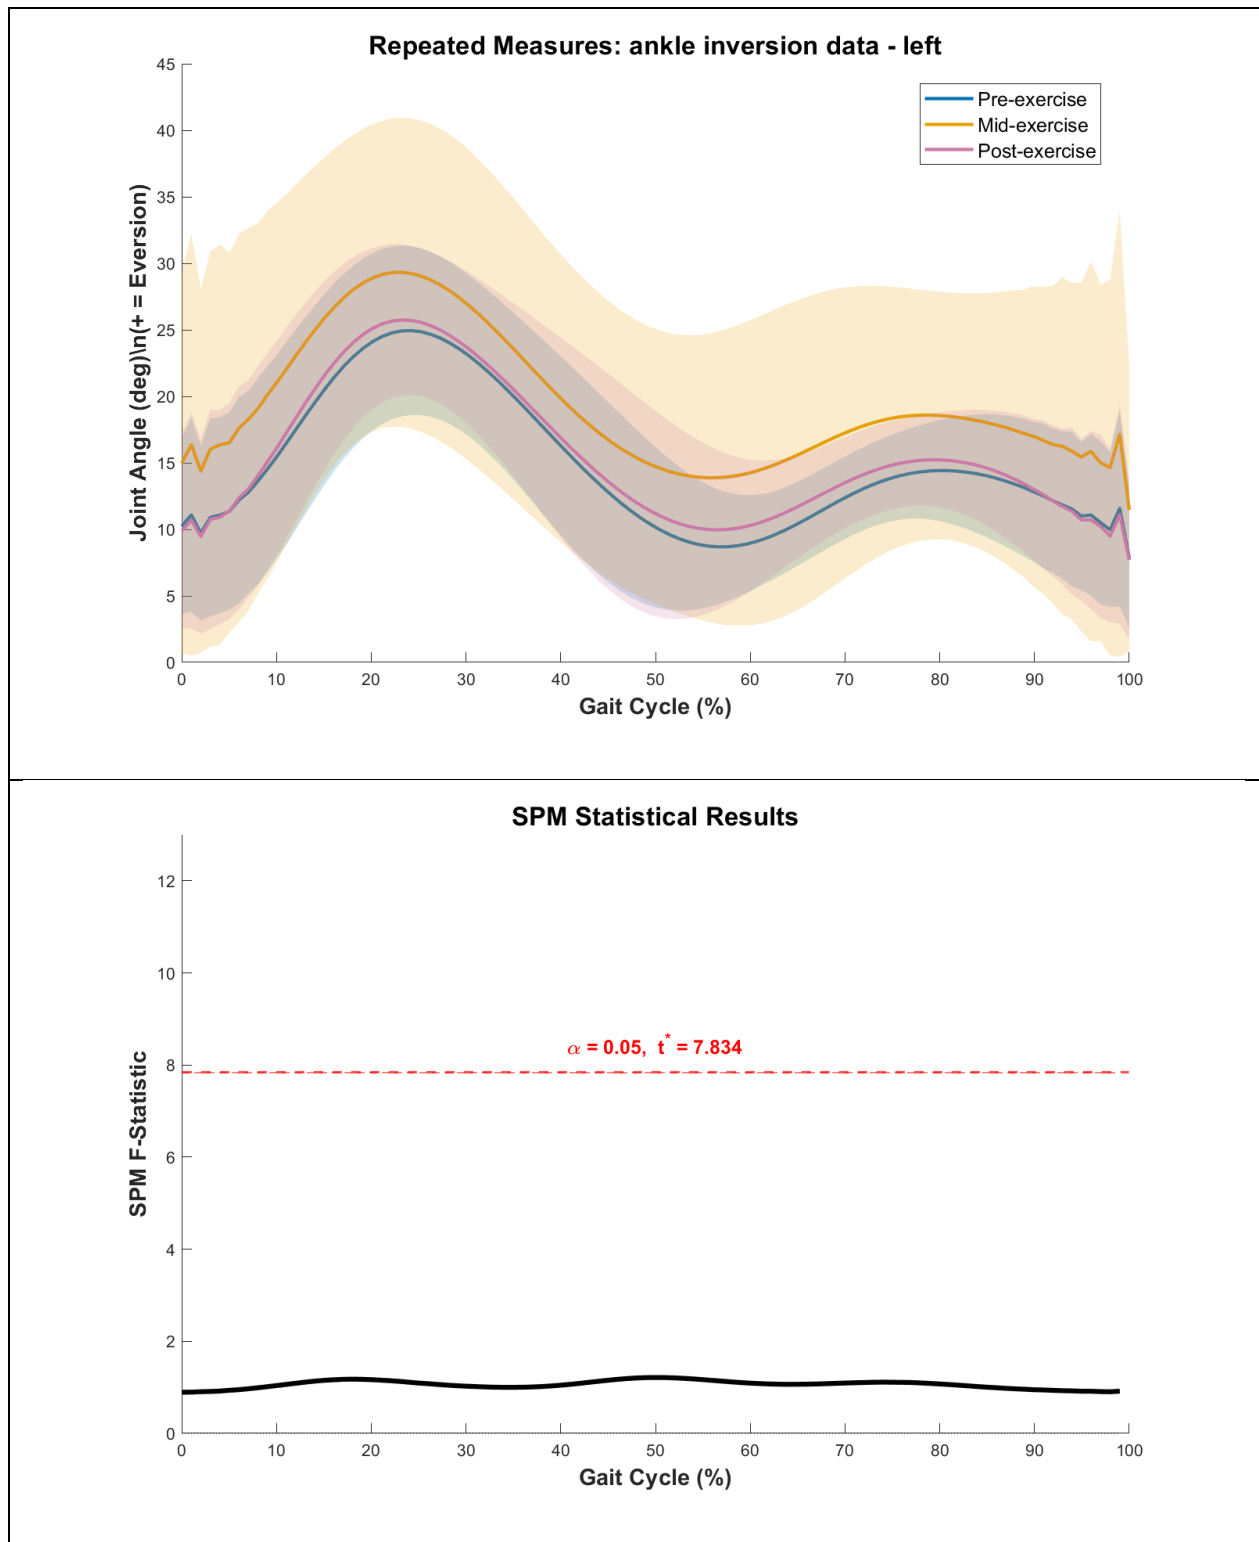 Repeated Measures: ankle inversion data - left
45
40
35
30
25
20
15
10
5
0
Joint Angle (deg)\n(+ = Eversion)
Pre-exercise
Mid-exercise
Post-exercise
0 10 20 30 40 50 60 70 80 90 100
Gait Cycle (%)
SPM Statistical Results
12
10
8
6
4
2
0
SPM F-Statistic
α = 0.05, t* = 7.834
0 10 20 30 40 50 60 70 80 90 100
Gait Cycle (%)